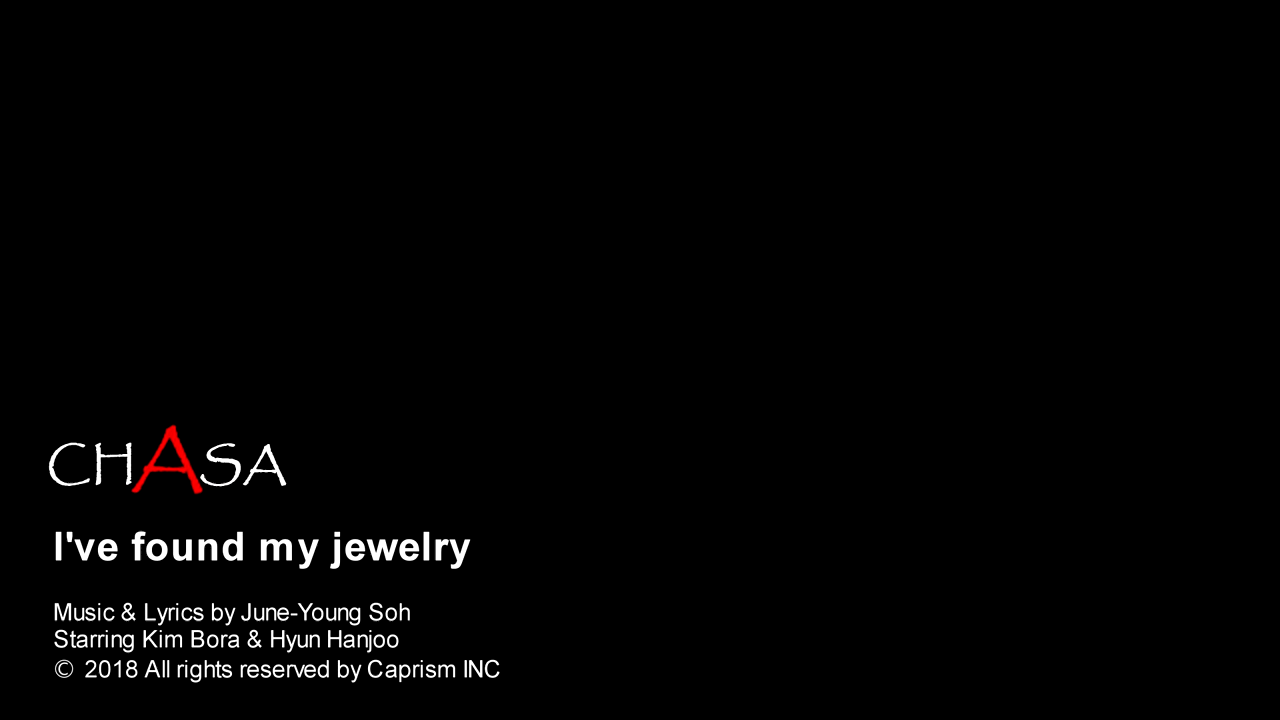 CHASA
I've found my jewelry
Music & Lyrics by June-Young Soh
Starring Kim Bora & Hyun Hanjoo
© 2018 All rights reserved by Caprism INC